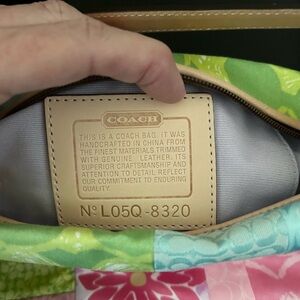 COACH
THIS IS A COACH BAG. IT WAS
HANDCRAFTED IN CHINA FROM
THE FINEST MATERIALS TRIMMED
WITH GENUINE LEATHER. ITS
SUPERIOR CRAFTSMANSHIP AND
ATTENTION TO DETAIL REFLECT
OUR COMMITMENT TO ENDURING
QUALITY.
Nº L05Q-8320